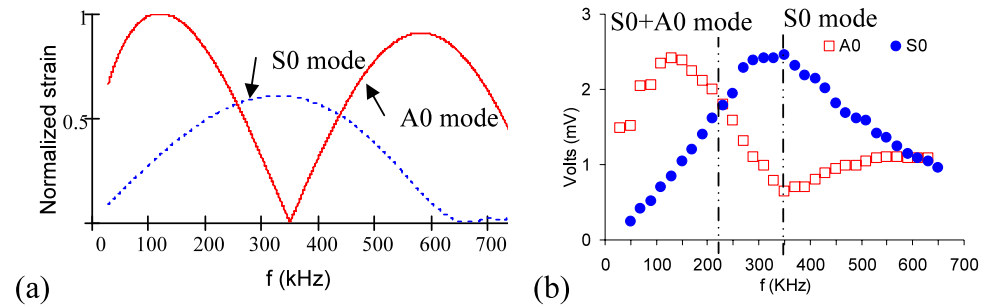 1
0.5
Normalized strain
S0 mode
A0 mode
0 100 200 300 400 500 600 700
f (kHz)
(a)
S0+A0 mode
S0 mode
A0 S0
3
2
1
0
Volts (mV)
0 100 200 300 400 500 600 700
f (KHz)
(b)